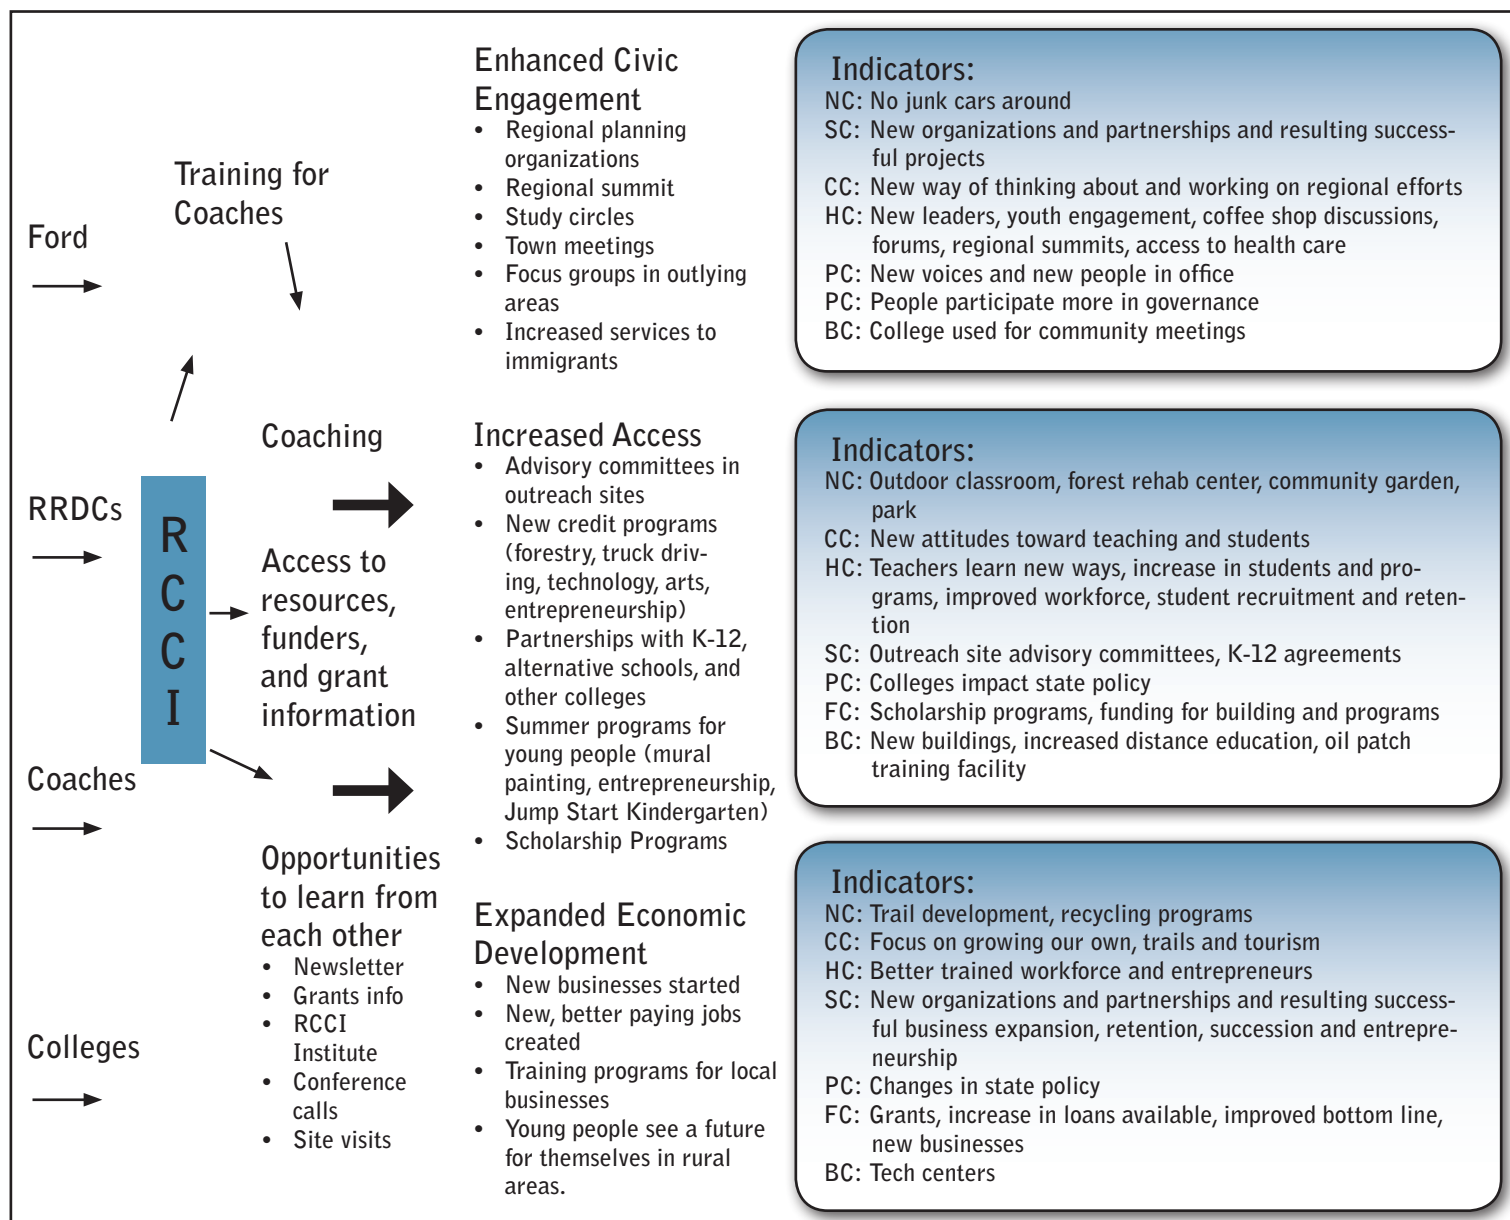 Ford
RRDCs
Coaches
Colleges
R
C
C
I
Training for
Coaches
Coaching
Access to
resources,
funders,
and grant
information
Opportunities
to learn from
each other
• Newsletter
• Grants info
• RCCI
Institute
• Conference
calls
• Site visits
Enhanced Civic
Engagement
• Regional planning
organizations
• Regional summit
• Study circles
• Town meetings
• Focus groups in outlying
areas
• Increased services to
immigrants
Increased Access
• Advisory committees in
outreach sites
• New credit programs
(forestry, truck driv-
ing, technology, arts,
entrepreneurship)
• Partnerships with K-12,
alternative schools, and
other colleges
• Summer programs for
young people (mural
painting, entrepreneurship,
Jump Start Kindergarten)
• Scholarship Programs
Expanded Economic
Development
• New businesses started
• New, better paying jobs
created
• Training programs for local
businesses
• Young people see a future
for themselves in rural
areas.
Indicators:
NC: No junk cars around
SC: New organizations and partnerships and resulting success-
ful projects
CC: New way of thinking about and working on regional efforts
HC: New leaders, youth engagement, coffee shop discussions,
forums, regional summits, access to health care
PC: New voices and new people in office
PC: People participate more in governance
BC: College used for community meetings
Indicators:
NC: Outdoor classroom, forest rehab center, community garden,
park
CC: New attitudes toward teaching and students
HC: Teachers learn new ways, increase in students and pro-
grams, improved workforce, student recruitment and reten-
tion
SC: Outreach site advisory committees, K-12 agreements
PC: Colleges impact state policy
FC: Scholarship programs, funding for building and programs
BC: New buildings, increased distance education, oil patch
training facility
Indicators:
NC: Trail development, recycling programs
CC: Focus on growing our own, trails and tourism
HC: Better trained workforce and entrepreneurs
SC: New organizations and partnerships and resulting success-
ful business expansion, retention, succession and entrepre-
neurship
PC: Changes in state policy
FC: Grants, increase in loans available, improved bottom line,
new businesses
BC: Tech centers